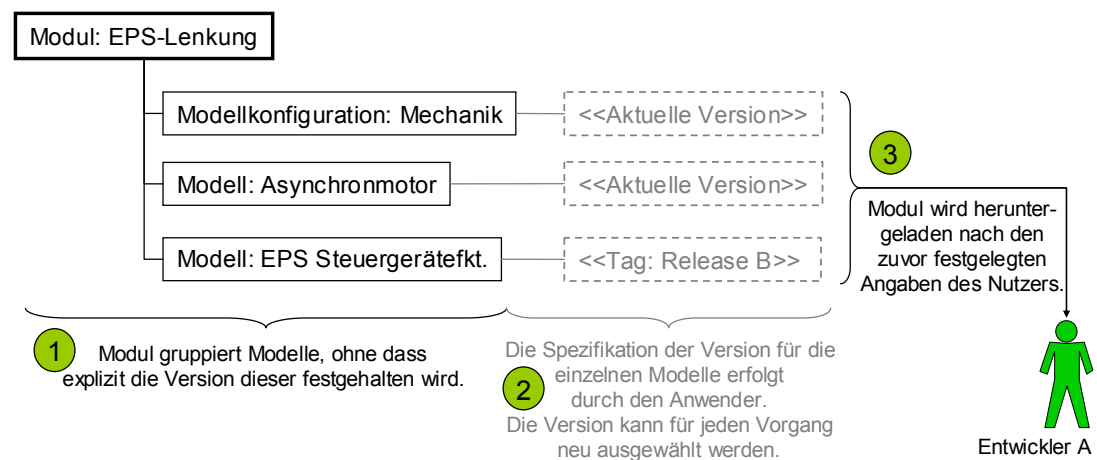 Modul: EPS-Lenkung
Modellkonfiguration: Mechanik
<<Aktuelle Version>>
Modell: Asynchronmotor
<<Aktuelle Version>>
Modell: EPS Steuergerätefkt.
<<Tag: Release B>>
3
Modul wird herunter-
geladen nach den
zuvor festgelegten
Angaben des Nutzers.
1
Modul gruppiert Modelle, ohne dass
explizit die Version dieser festgehalten wird.
2
Die Spezifikation der Version für die
einzelnen Modelle erfolgt
durch den Anwender.
Die Version kann für jeden Vorgang
neu ausgewählt werden.
Entwickler A